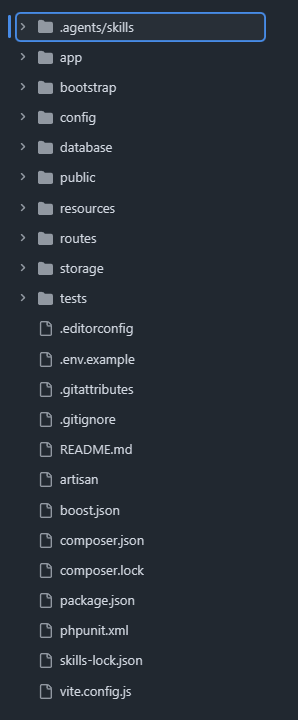 .agents/skills
app
bootstrap
config
database
public
resources
routes
storage
tests
.editorconfig
.env.example
.gitattributes
.gitignore
README.md
artisan
boost.json
composer.json
composer.lock
package.json
phpunit.xml
skills-lock.json
vite.config.js